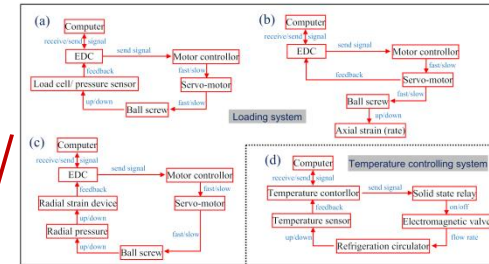 (a)
Computer
receive/send signal
EDC
send signal
Motor controllor
feedback
fast/slow
Load cell/ pressure sensor
Servo-motor
up/down
fast/slow
Ball screw
(b)
Computer
receive/send signal
EDC
send signal
Motor controllor
feedback
fast/slow
Servo-motor
fast/slow
Ball screw
up/down
Axial strain (rate)
Loading system
(c)
Computer
receive/send signal
EDC
send signal
Motor controllor
feedback
fast/slow
Radial strain device
Servo-motor
up/down
Radial pressure
fast/slow
up/down
Ball screw
(d)
Temperature controlling system
Computer
receive/send signal
Temperature contorllor
send signal
Solid state relay
feedback
on/off
Temperature sensor
Electromagnetic valve
up/down
flow rate
Refrigeration circulator